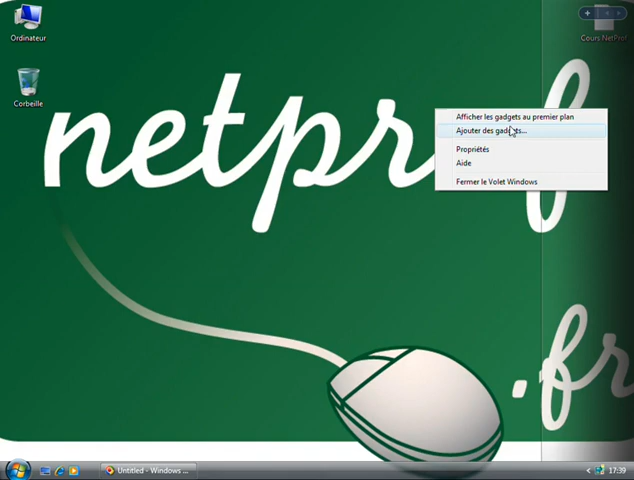 Ordinateur
Cours NetProf
Corbeille
netprof
Afficher les gadgets au premier plan
Ajouter des gadgets...
Propriétés
Aide
Fermer le Volet Windows
.fr
Untitled - Windows ...
17:39